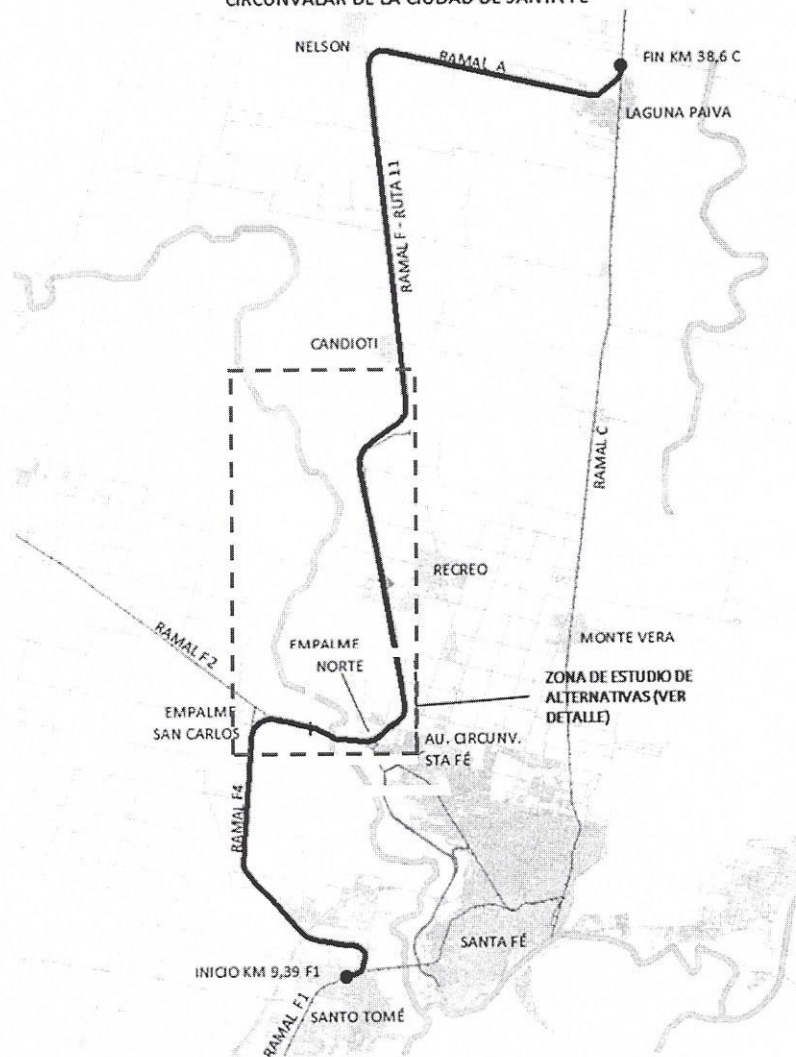 CIRCUNVALAR DE LA CIUDAD DE SANTA FE
NELSON
RAMAL A
FIN KM 38,6 C
LAGUNA PAIVA
RAMAL F - RUTA 11
CANDIOTI
RAMAL C
RECREO
RAMAL F2
EMPALME
NORTE
MONTE VERA
EMPALME
SAN CARLOS
ZONA DE ESTUDIO DE
ALTERNATIVAS (VER
DETALLE)
AU. CIRCUNV.
STA FÉ
RAMAL F4
SANTA FÉ
INICIO KM 9,39 F1
SANTO TOMÉ
RAMAL F1